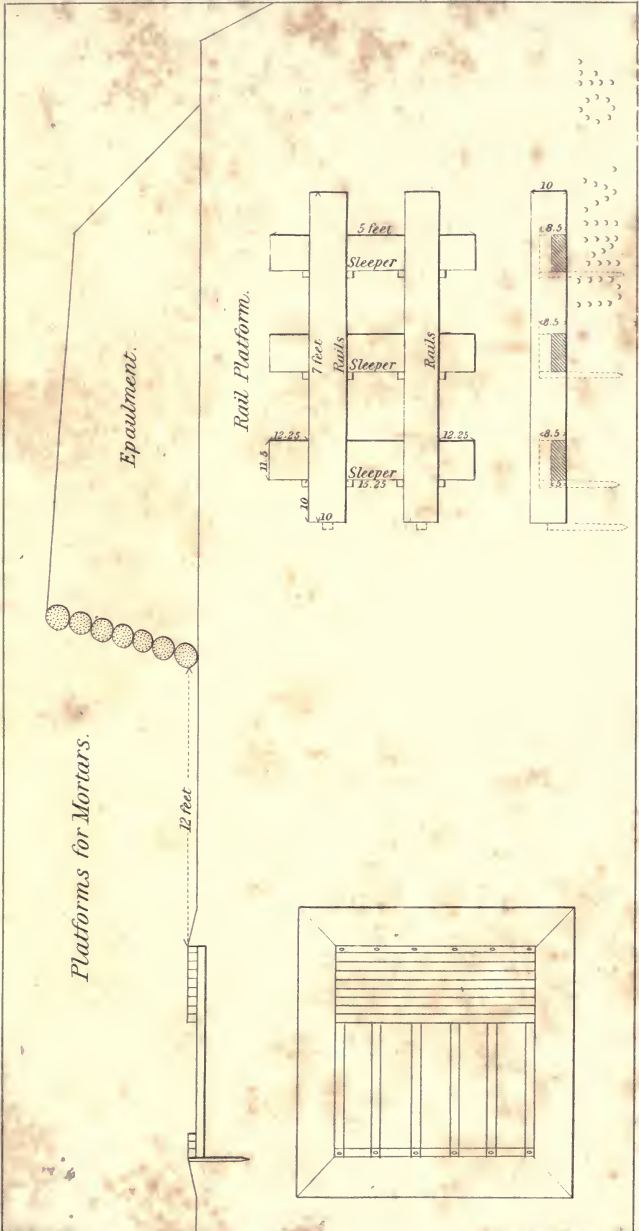 Platforms for Mortars.
Epaulment.
12 feet
Rail Platform.
5 feet
Sleeper
7 feet
Rails
Sleeper
Rails
12.25
12.25
11.5
Sleeper
15.25
10
10
10
8.5
8.5
8.5